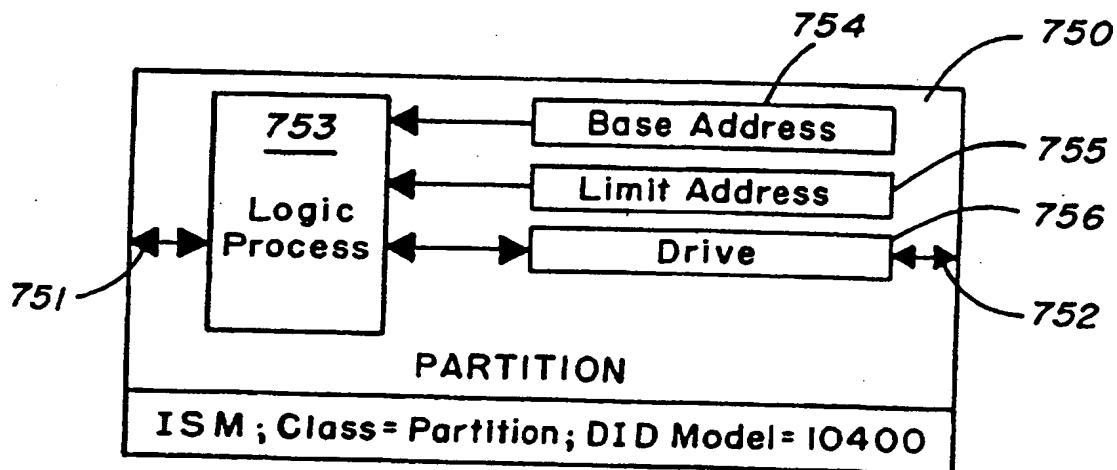 754
750
753
Base Address
755
Limit Address
Logic
Process
756
Drive
751
752
PARTITION
ISM; Class=Partition; DID Model=10400